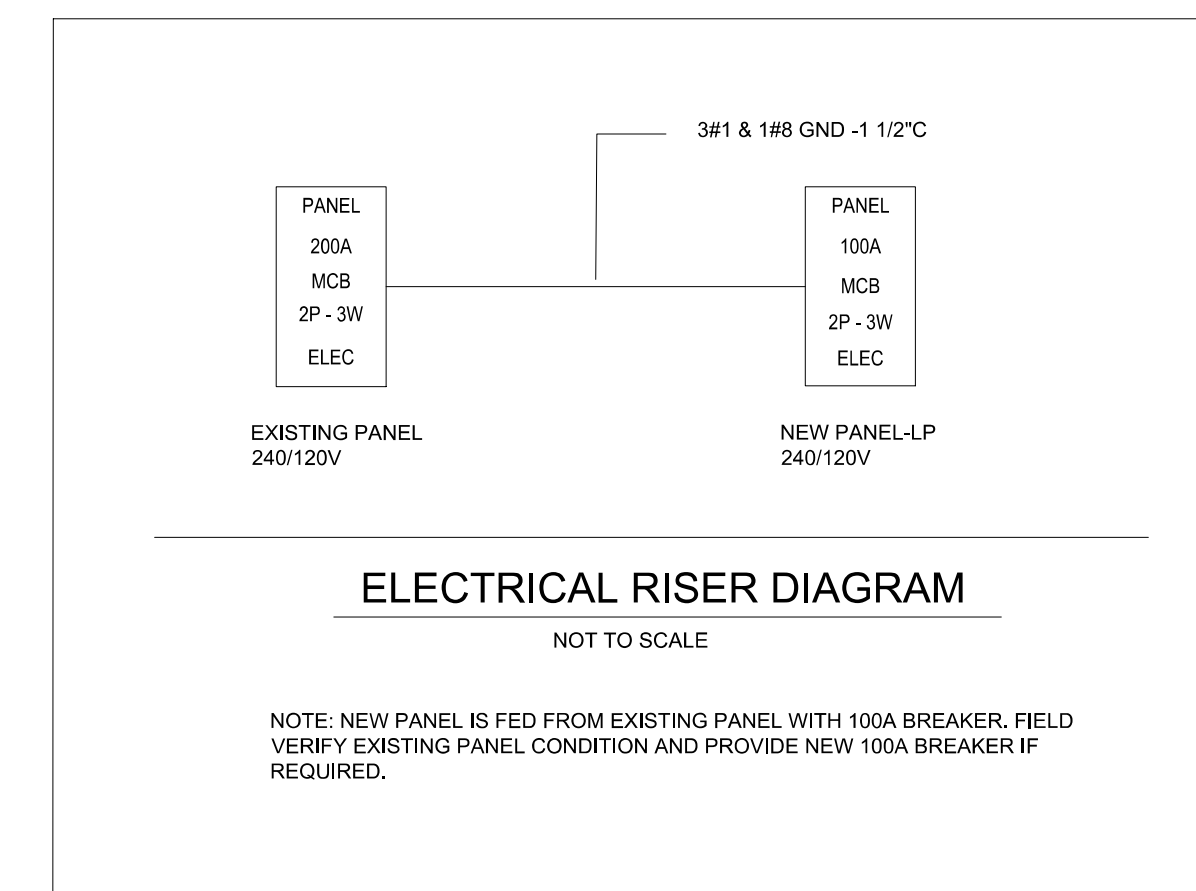 3#1 & 1#8 GND -1 1/2"C
PANEL
200A
MCB
2P - 3W
ELEC
EXISTING PANEL
240/120V
PANEL
100A
MCB
2P - 3W
ELEC
NEW PANEL-LP
240/120V
ELECTRICAL RISER DIAGRAM
NOT TO SCALE
NOTE: NEW PANEL IS FED FROM EXISTING PANEL WITH 100A BREAKER. FIELD
VERIFY EXISTING PANEL CONDITION AND PROVIDE NEW 100A BREAKER IF
REQUIRED.